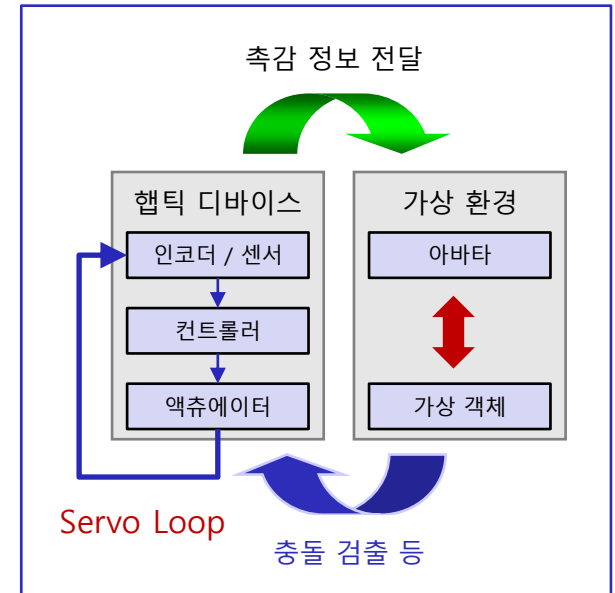 촉감 정보 전달
햅틱 디바이스
인코더 / 센서
컨트롤러
액츄에이터
가상 환경
아바타
가상 객체
Servo Loop
충돌 검출 등